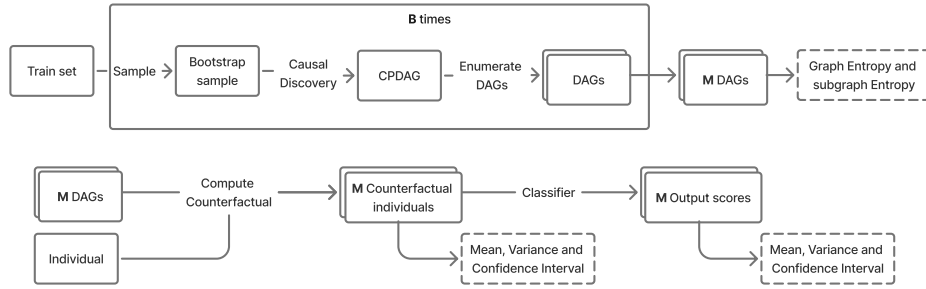 B times
Train set
Sample
Bootstrap
sample
Causal
Discovery
CPDAG
Enumerate
DAGs
DAGs
M DAGs
Graph Entropy and
subgraph Entropy
M DAGs
Compute
Counterfactual
M Counterfactual
individuals
Classifier
M Output scores
Individual
Mean, Variance and
Confidence Interval
Mean, Variance and
Confidence Interval